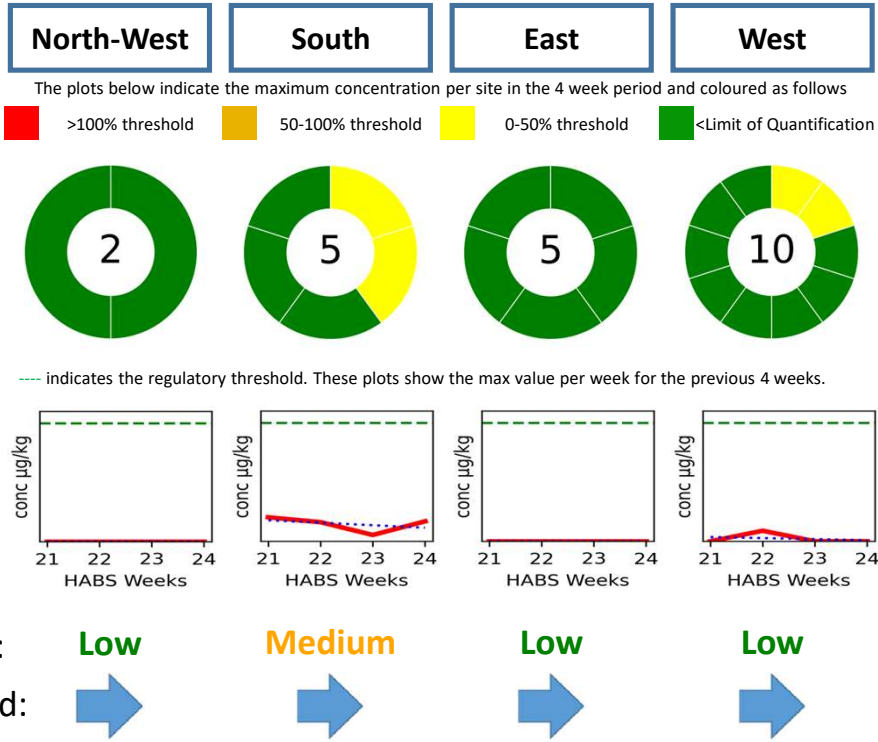 North-West South East West
The plots below indicate the maximum concentration per site in the 4 week period and coloured as follows
>100% threshold 50-100% threshold 0-50% threshold <Limit of Quantification
2 5 5 10
---- indicates the regulatory threshold. These plots show the max value per week for the previous 4 weeks.
conc µg/kg conc µg/kg conc µg/kg conc µg/kg
21 22 23 24 21 22 23 24 21 22 23 24 21 22 23 24
HABS Weeks HABS Weeks HABS Weeks HABS Weeks
: Low Medium Low Low
d: